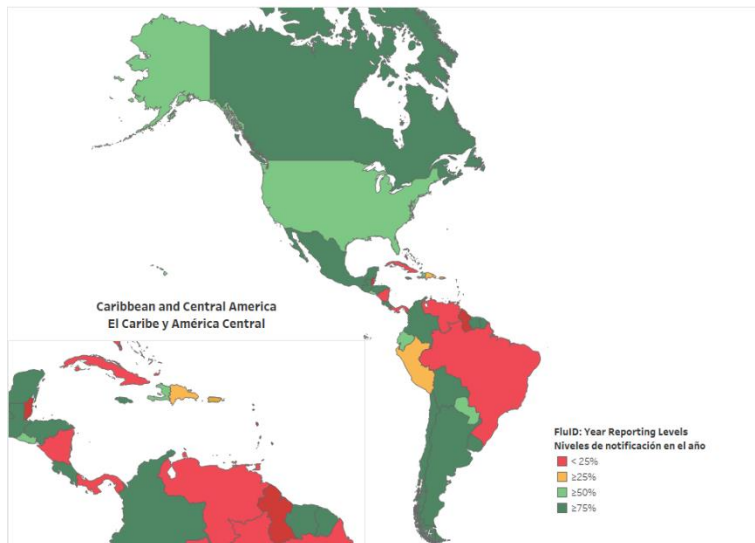 Caribbean and Central America
El Caribe y América Central
FluID: Year Reporting Levels
Niveles de notificación en el año
< 25%
≥25%
≥50%
≥75%